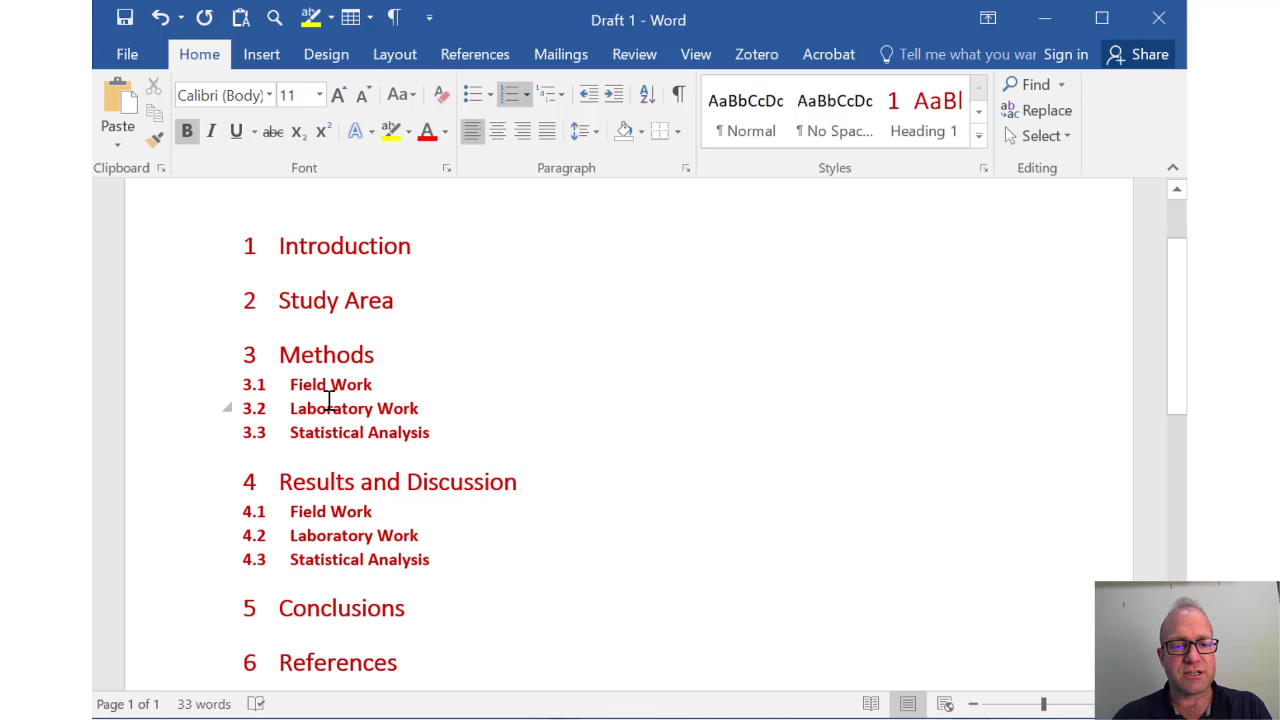 Draft 1 - Word
File Home Insert Design Layout References Mailings Review View Zotero Acrobat Tell me what you war Sign in Share
Calibri (Body) 11 Aa
Paste
B I U abc X₂ X² A A
AaBbCcDc AaBbCcDc 1 AaBl
¶ Normal ¶ No Spac... Heading 1
Find
Replace
Select
Clipboard Font Paragraph Styles Editing
1 Introduction
2 Study Area
3 Methods
3.1 Field Work
3.2 Laboratory Work
3.3 Statistical Analysis
4 Results and Discussion
4.1 Field Work
4.2 Laboratory Work
4.3 Statistical Analysis
5 Conclusions
6 References
Page 1 of 1 33 words